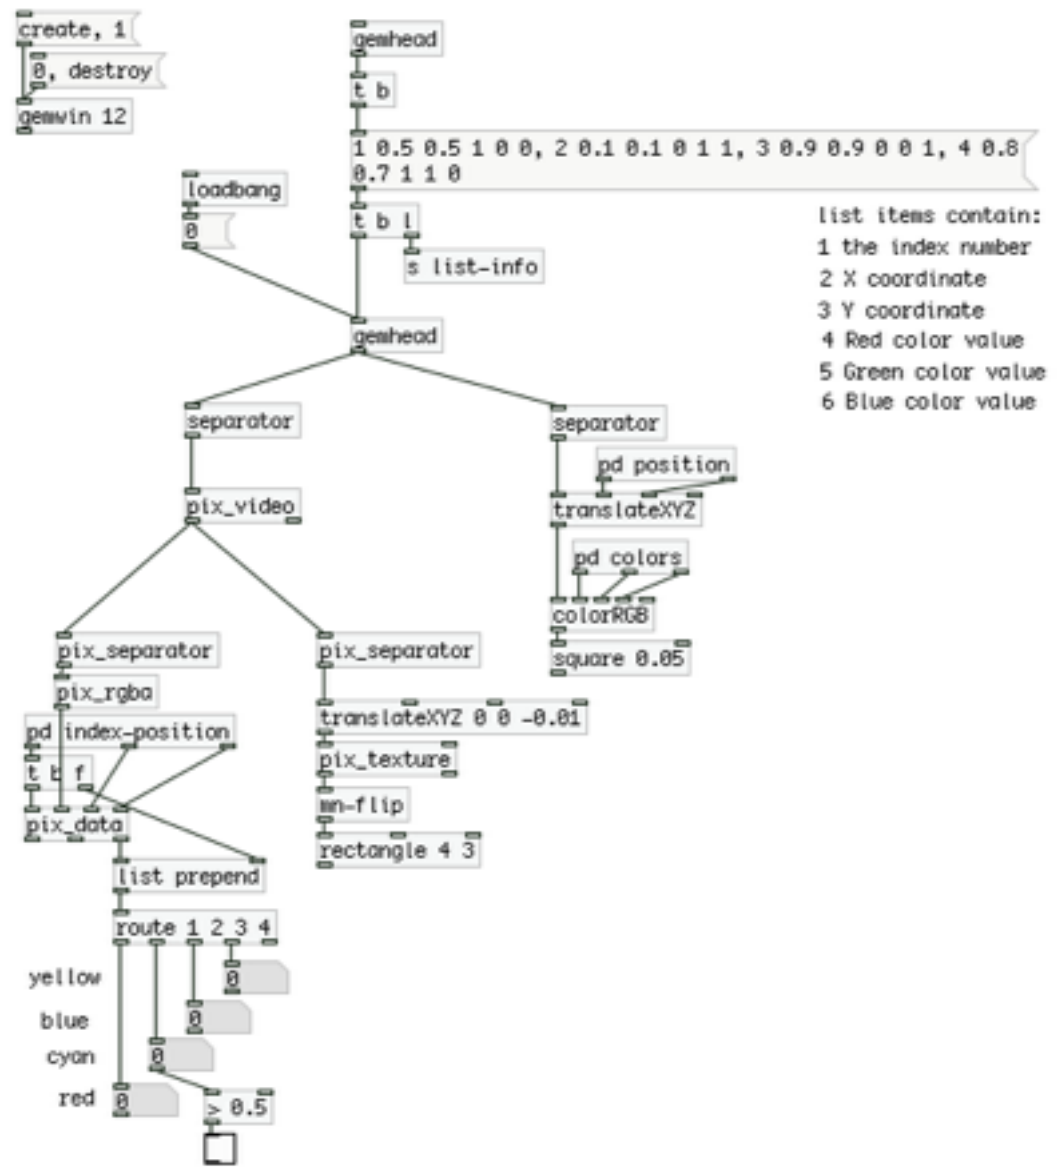 create, 1
0, destroy
gemwin 12
gemhead
t b
1 0.5 0.5 1 0 0, 2 0.1 0.1 0 1 1, 3 0.9 0.9 0 0 1, 4 0.8
0.7 1 1 0
loadbang
0
t b l
s list-info
list items contain:
1 the index number
2 X coordinate
3 Y coordinate
4 Red color value
5 Green color value
6 Blue color value
gemhead
separator
separator
pd position
pix_video
translateXYZ
pd colors
colorRGB
square 0.05
pix_separator
pix_separator
pix_rgba
translateXYZ 0 0 -0.01
pd index-position
pix_texture
t b f
mn-flip
pix_data
rectangle 4 3
list prepend
route 1 2 3 4
yellow 0
blue 0
cyan 0
red 0
> 0.5